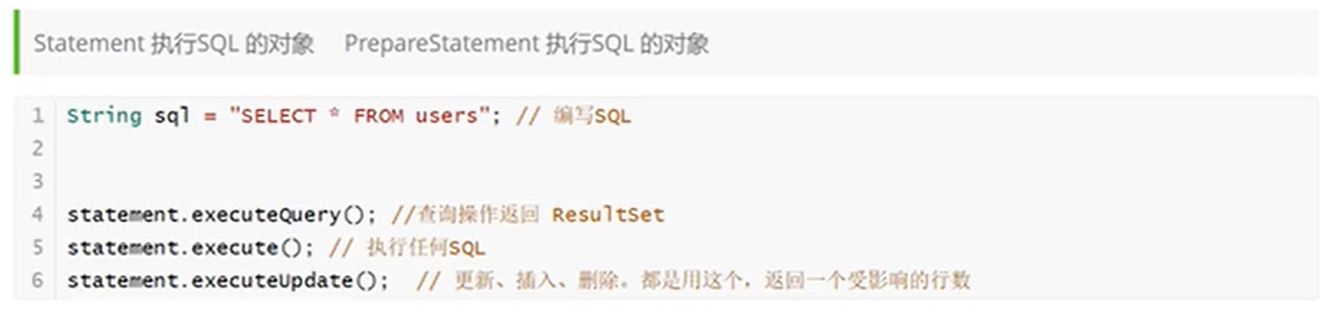 Statement 执行SQL 的对象 PrepareStatement 执行SQL 的对象
1 String sql = "SELECT * FROM users"; // 编写SQL
2
3
4 statement.executeQuery(); //查询操作返回 ResultSet
5 statement.execute(); // 执行任何SQL
6 statement.executeUpdate(); // 更新、插入、删除。都是用这个，返回一个受影响的行数